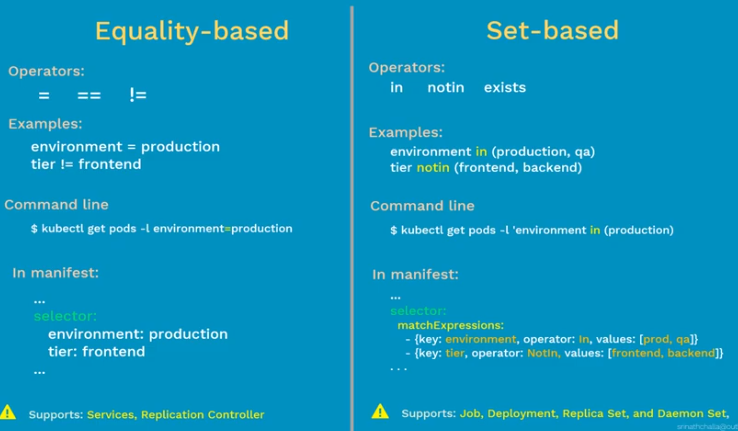 Equality-based
Operators:
= == !=
Examples:
environment = production
tier != frontend
Command line
$ kubectl get pods -l environment=production
In manifest:
...
selector:
environment: production
tier: frontend
...
Supports: Services, Replication Controller
Set-based
Operators:
in notin exists
Examples:
environment in (production, qa)
tier notin (frontend, backend)
Command line
$ kubectl get pods -l 'environment in (production)
In manifest:
...
selector:
matchExpressions:
- {key: environment, operator: In, values: [prod, qa]}
- {key: tier, operator: NotIn, values: [frontend, backend]}
. . .
Supports: Job, Deployment, Replica Set, and Daemon Set,